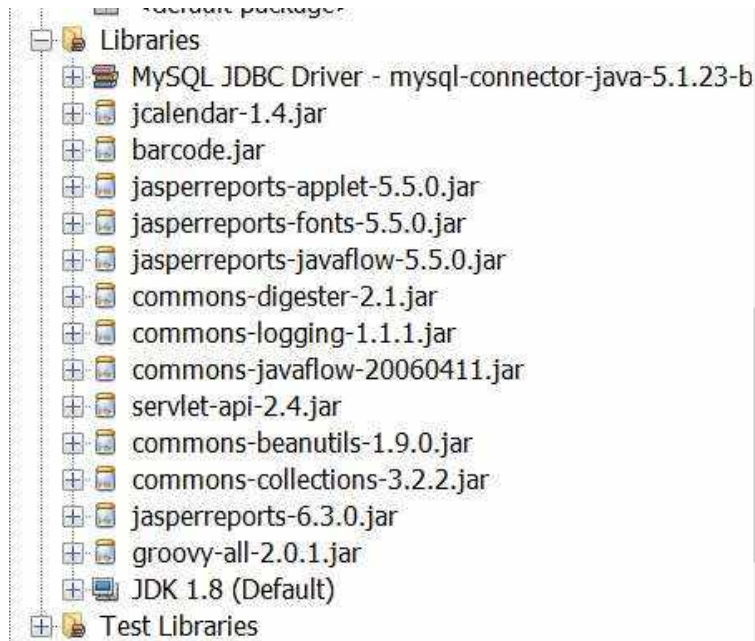 <default package>
Libraries
MySQL JDBC Driver - mysql-connector-java-5.1.23-b
jcalendar-1.4.jar
barcode.jar
jasperreports-applet-5.5.0.jar
jasperreports-fonts-5.5.0.jar
jasperreports-javaflow-5.5.0.jar
commons-digester-2.1.jar
commons-logging-1.1.1.jar
commons-javaflow-20060411.jar
servlet-api-2.4.jar
commons-beanutils-1.9.0.jar
commons-collections-3.2.2.jar
jasperreports-6.3.0.jar
groovy-all-2.0.1.jar
JDK 1.8 (Default)
Test Libraries